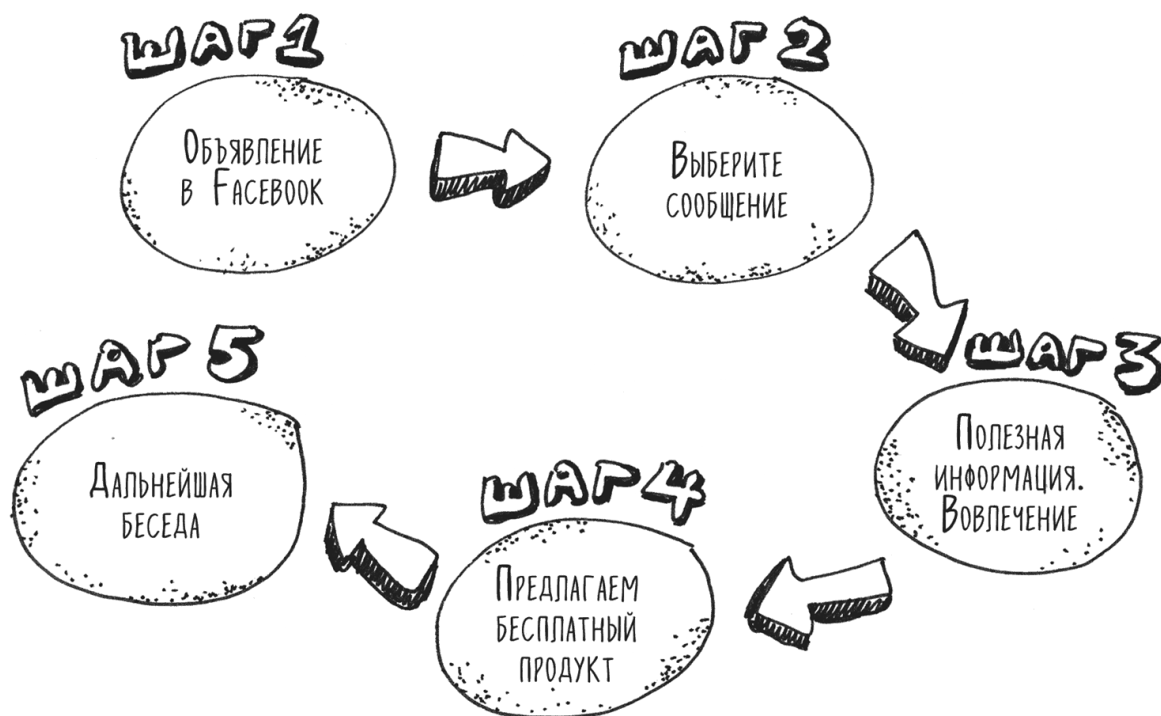 ШАГ 1
Объявление
в Facebook
ШАГ 2
Выберите
сообщение
ШАГ 3
Полезная
информация.
Вовлечение
ШАГ 4
Предлагаем
бесплатный
продукт
ШАГ 5
Дальнейшая
беседа